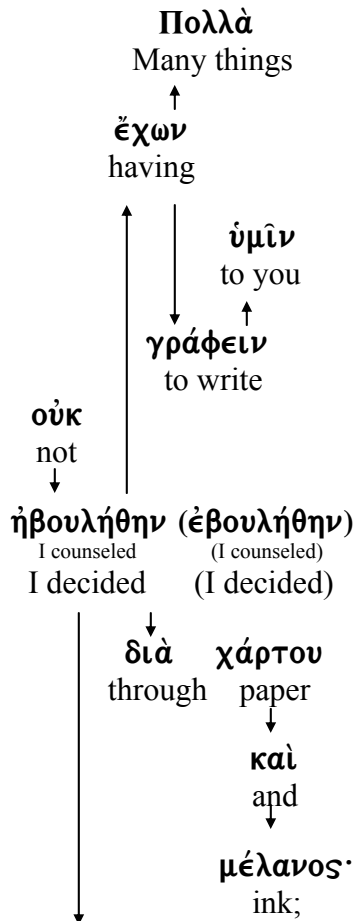 Πολλὰ
Many things
ἔχων
having
ὑμῖν
to you
γράφειν
to write
οὐκ
not
ἠβουλήθην (ἐβουλήθην)
I counseled (I counseled)
I decided (I decided)
διὰ χάρτου
through paper
καὶ
and
μέλανος·
ink;